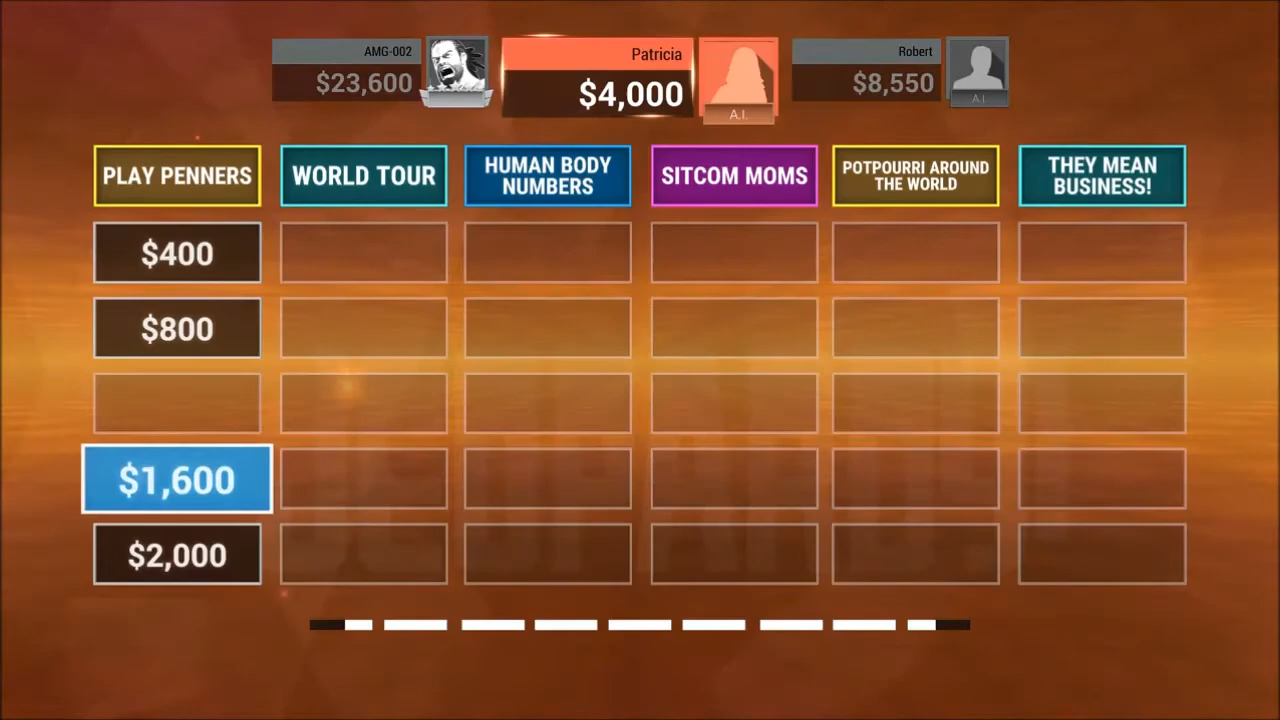 AMG-002
$23,600
Patricia
$4,000
A.I.
Robert
$8,550
A.I.
PLAY PENNERS
WORLD TOUR
HUMAN BODY
NUMBERS
SITCOM MOMS
POTPOURRI AROUND
THE WORLD
THEY MEAN
BUSINESS!
$400
$800
$1,600
$2,000